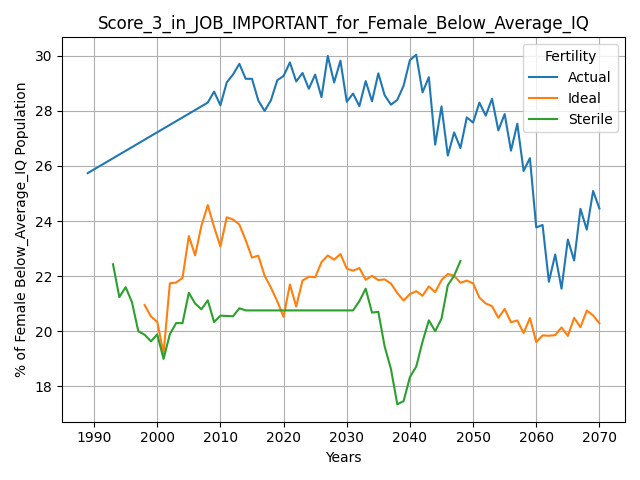 Score_3_in_JOB_IMPORTANT_for_Female_Below_Average_IQ
% of Female Below_Average_IQ Population
30
28
26
24
22
20
18
Fertility
Actual
Ideal
Sterile
1990 2000 2010 2020 2030 2040 2050 2060 2070
Years